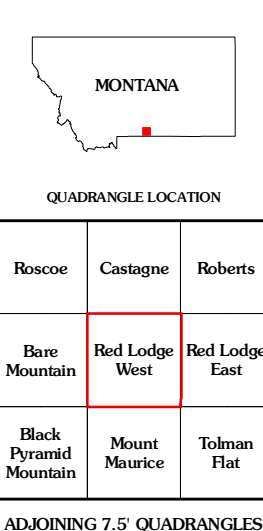 MONTANA
QUADRANGLE LOCATION
Roscoe Castagne Roberts
Bare Mountain Red Lodge West Red Lodge East
Black Pyramid Mountain Mount Maurice Tolman Flat
ADJOINING 7.5' QUADRANGLES